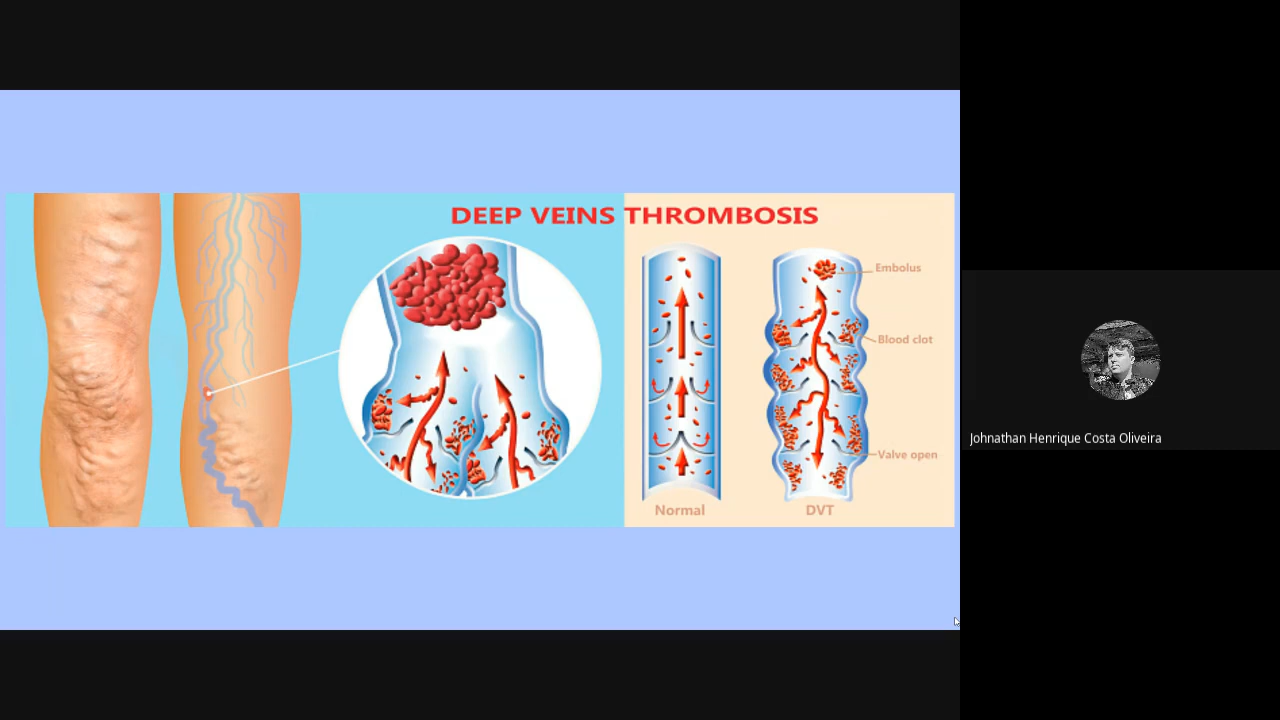 DEEP VEINS THROMBOSIS
Embolus
Blood clot
Valve open
Normal
DVT
Johnathan Henrique Costa Oliveira